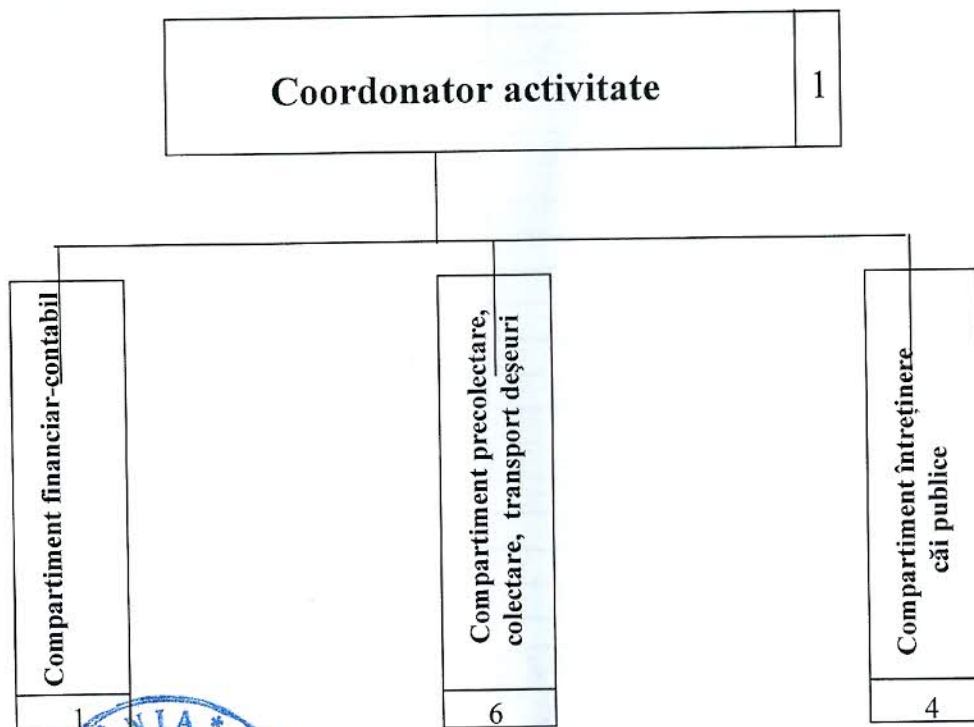 Coordonator activitate
1
Compartiment financiar-contabil
1
Compartiment precolectare,
colectare, transport deșeuri
6
Compartiment întreținere
căi publice
4